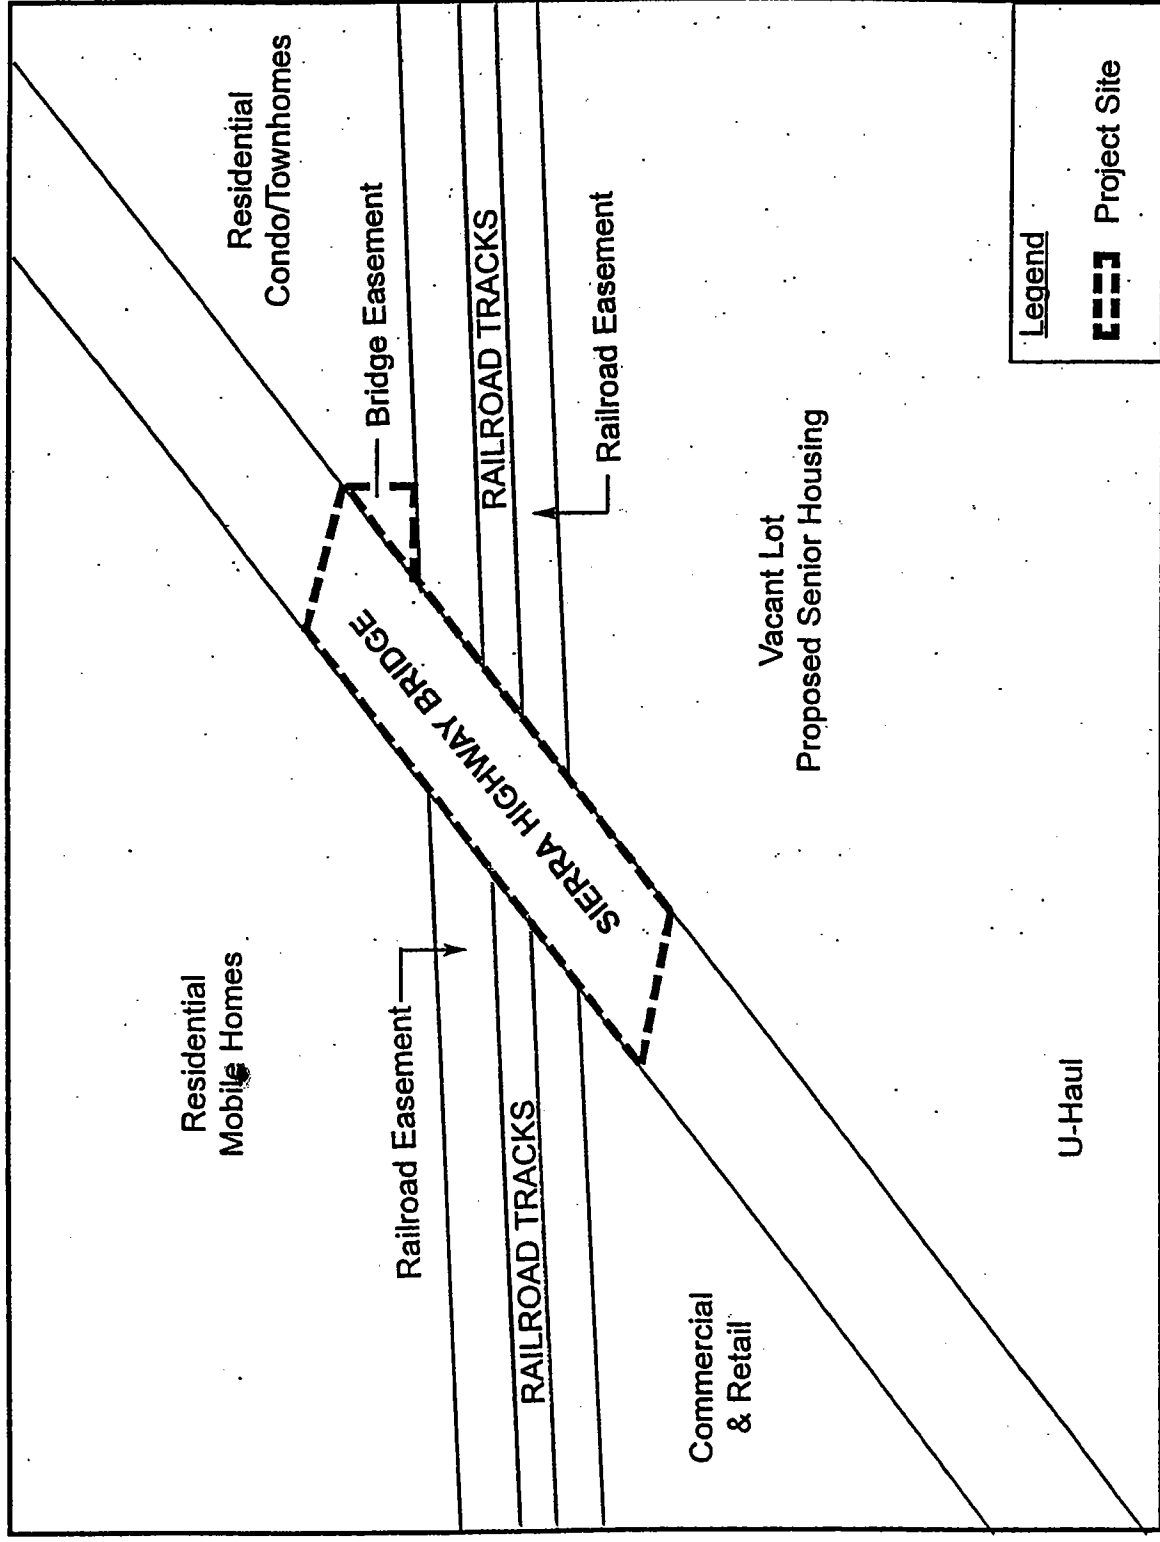 Residential
Mobile Homes
Residential
Condo/Townhomes
Railroad Easement
Bridge Easement
RAILROAD TRACKS
RAILROAD TRACKS
SIERRA HIGHWAY BRIDGE
Railroad Easement
Commercial
& Retail
Vacant Lot
Proposed Senior Housing
U-Haul
Legend
Project Site